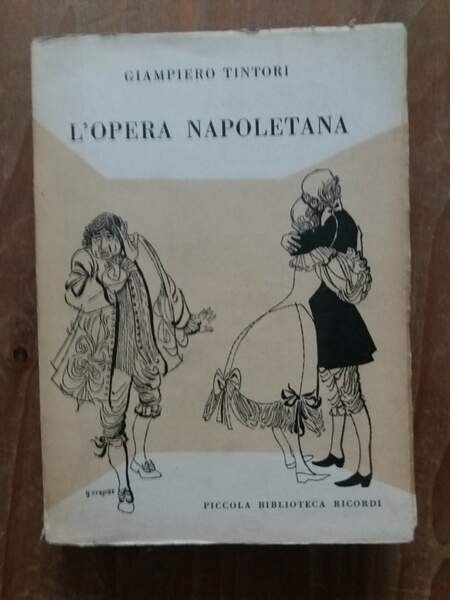 GIAMPIERO TINTORI
L'OPERA NAPOLETANA
PICCOLA BIBLIOTECA RICORDI